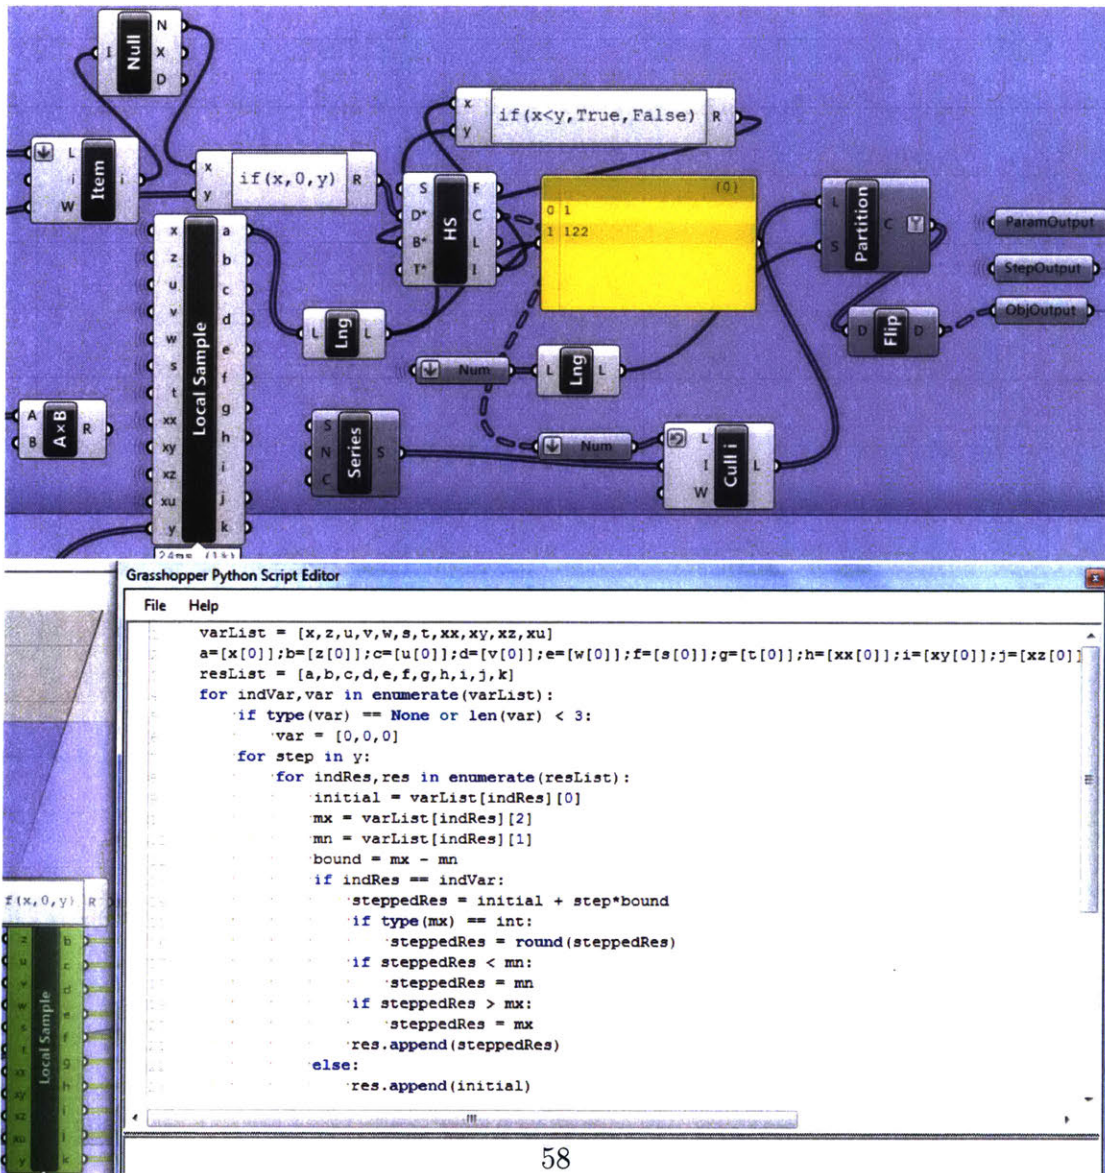 N
I Null X
D
L
i Item i
W
x
if(x,0,y) R
y
x
if(x<y,True,False) R
y
S F
D* C
B* HS L
T* I
{0}
0 1
1 122
L
Partition C
S
ParamOutput
StepOutput
ObjOutput
D Flip D
x a
z b
u c
v d
w e
s f
t g
xx h
xy i
xz j
xu k
y
Local Sample
24ms (1%)
L Lng L
Num
L Lng L
A
A×B R
B
S
N Series S
C
Num
L
I Cull i L
W
Grasshopper Python Script Editor
File Help
varList = [x,z,u,v,w,s,t,xx,xy,xz,xu]
a=[x[0]];b=[z[0]];c=[u[0]];d=[v[0]];e=[w[0]];f=[s[0]];g=[t[0]];h=[xx[0]];i=[xy[0]];j=[xz[0]]
resList = [a,b,c,d,e,f,g,h,i,j,k]
for indVar,var in enumerate(varList):
if type(var) == None or len(var) < 3:
var = [0,0,0]
for step in y:
for indRes,res in enumerate(resList):
initial = varList[indRes][0]
mx = varList[indRes][2]
mn = varList[indRes][1]
bound = mx - mn
if indRes == indVar:
steppedRes = initial + step*bound
if type(mx) == int:
steppedRes = round(steppedRes)
if steppedRes < mn:
steppedRes = mn
if steppedRes > mx:
steppedRes = mx
res.append(steppedRes)
else:
res.append(initial)
f(x,0,y) R
Local Sample
58